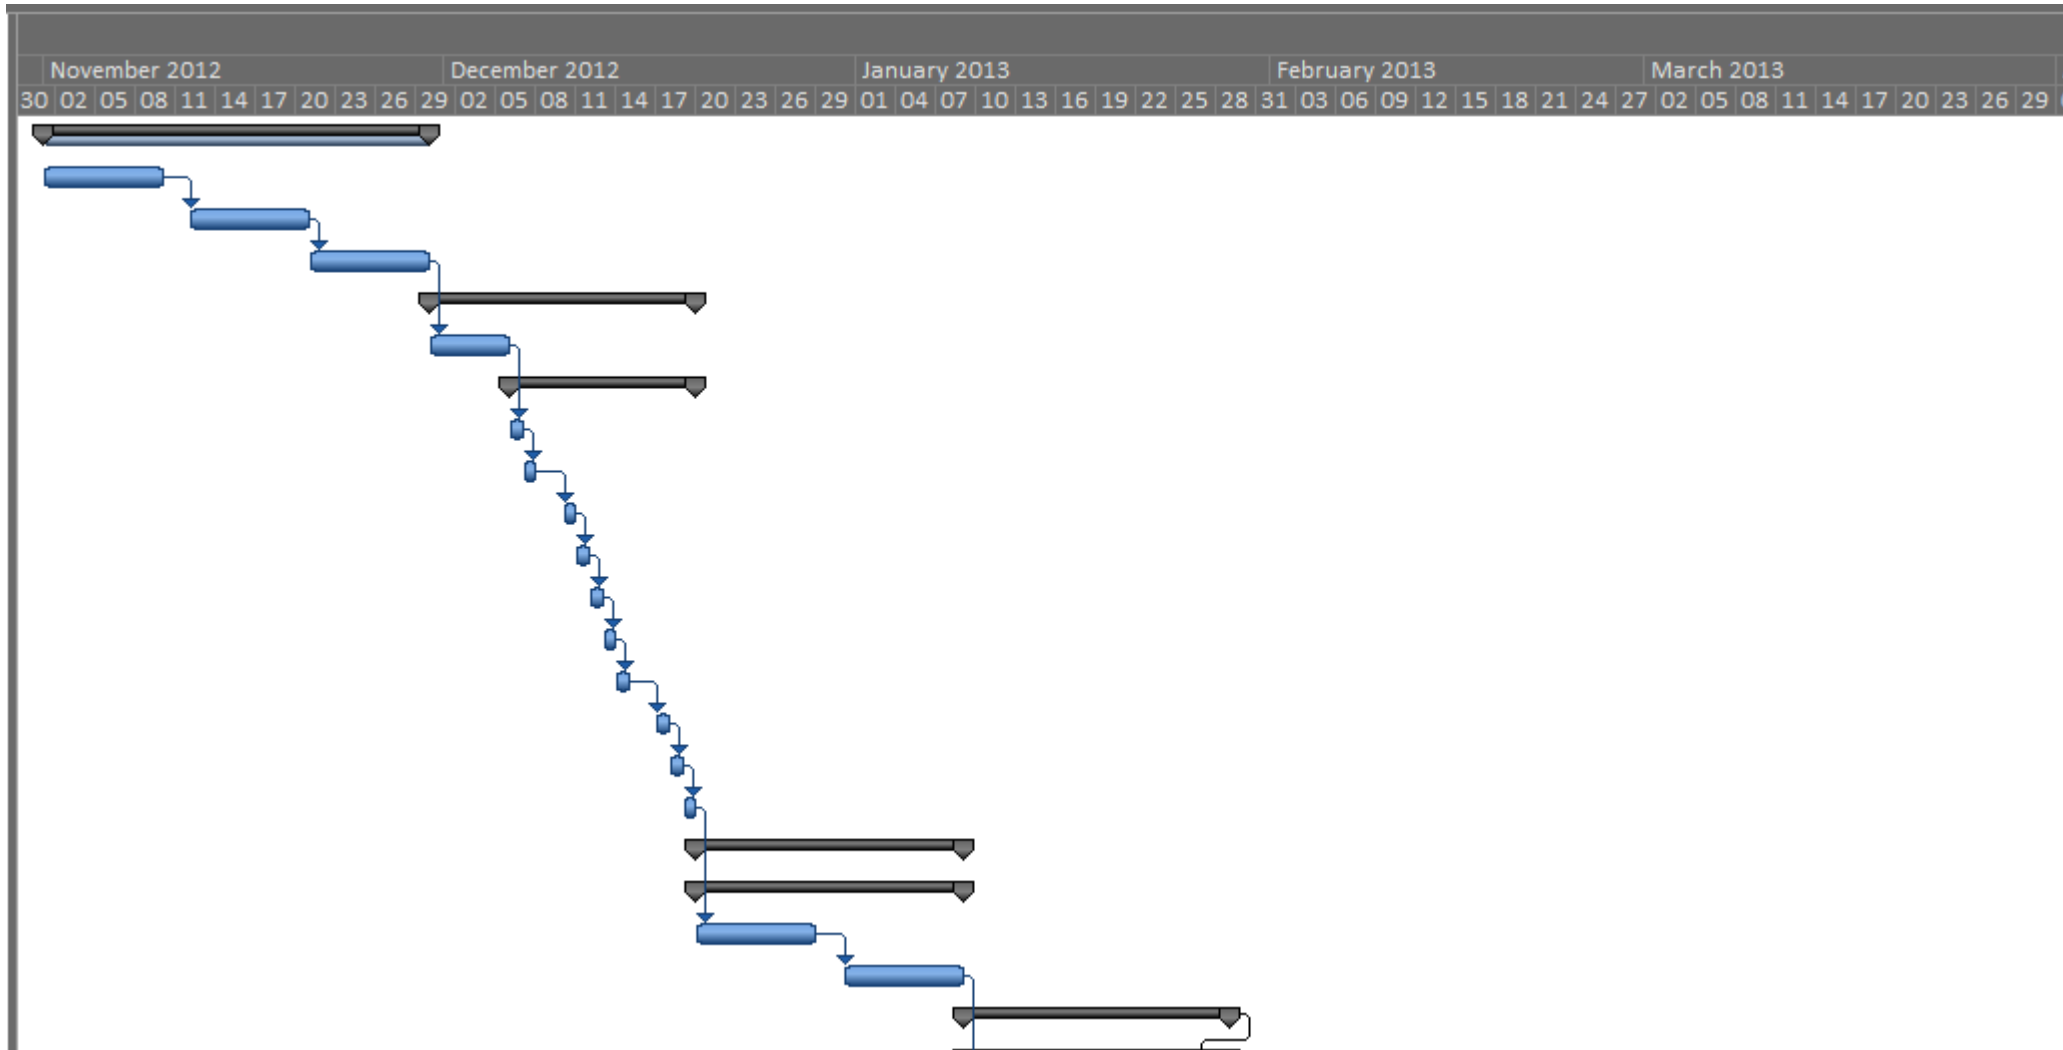 November 2012 December 2012 January 2013 February 2013 March 2013
30 02 05 08 11 14 17 20 23 26 29 02 05 08 11 14 17 20 23 26 29 01 04 07 10 13 16 19 22 25 28 31 03 06 09 12 15 18 21 24 27 02 05 08 11 14 17 20 23 26 29